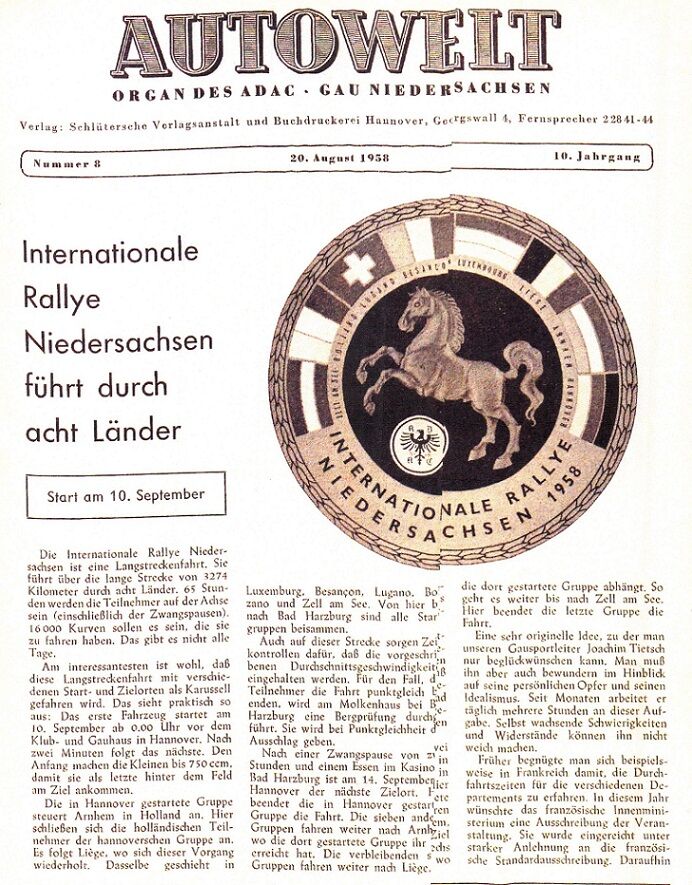 AUTOWELT
ORGAN DES ADAC · GAU NIEDERSACHSEN
Verlag: Schlütersche Verlagsanstalt und Buchdruckerei Hannover, Georgswall 4, Fernsprecher 22841-44
Nummer 8 20. August 1958 10. Jahrgang
Internationale
Rallye
Niedersachsen
führt durch
acht Länder
Start am 10. September
ZELL AM SEE BOLZANO LUGANO BESANÇON LUXEMBOURG LIEGE ARNHEM HANNOVER
ADAC
INTERNATIONALE RALLYE
NIEDERSACHSEN 1958
Die Internationale Rallye Nieder-
sachsen ist eine Langstreckenfahrt. Sie
führt über die lange Strecke von 3274
Kilometer durch acht Länder. 65 Stun-
den werden die Teilnehmer auf der Achse
sein (einschließlich der Zwangspausen).
16000 Kurven sollen es sein, die sie
zu fahren haben. Das gibt es nicht alle
Tage.
Am interessantesten ist wohl, daß
diese Langstreckenfahrt mit verschie-
denen Start- und Zielorten als Karussell
gefahren wird. Das sieht praktisch so
aus: Das erste Fahrzeug startet am
10. September ab 0.00 Uhr vor dem
Klub- und Gauhaus in Hannover. Nach
zwei Minuten folgt das nächste. Den
Anfang machen die Kleinen bis 750 ccm,
damit sie als letzte hinter dem Feld
am Ziel ankommen.
Die in Hannover gestartete Gruppe
steuert Arnhem in Holland an. Hier
schließen sich die holländischen Teil-
nehmer der hannoverschen Gruppe an.
Es folgt Liège, wo sich dieser Vorgang
wiederholt. Dasselbe geschieht in
Luxemburg, Besançon, Lugano, Bo
zano und Zell am See. Von hier b
nach Bad Harzburg sind alle Star
gruppen beisammen.
Auch auf dieser Strecke sorgen Zei
kontrollen dafür, daß die vorgeschri
benen Durchschnittsgeschwindigkeit
eingehalten werden. Für den Fall, d
Teilnehmer die Fahrt punktgleich b
enden, wird am Molkenhaus bei B
Harzburg eine Bergprüfung durchg
führt. Sie wird bei Punktgleichheit d
Ausschlag geben.
Nach einer Zwangspause von
Stunden und einem Essen im Kasino
Bad Harzburg ist am 14. September
Hannover der nächste Zielort.
beendet die in Hannover gestart
Gruppe die Fahrt. Die sieben anderen
Gruppen fahren weiter nach Arnh
wo die dort gestartete Gruppe ihr
erreicht hat. Die verbleibenden
Gruppen fahren weiter nach Liège.
die dort gestartete Gruppe abhängt. So
geht es weiter bis nach Zell am See.
Hier beendet die letzte Gruppe die
Fahrt.
Eine sehr originelle Idee, zu der man
unseren Gausportleiter Joachim Tietsch
nur beglückwünschen kann. Man muß
ihn aber auch bewundern im Hinblick
auf seine persönlichen Opfer und seinen
Idealismus. Seit Monaten arbeitet er
täglich mehrere Stunden an dieser Auf-
gabe. Selbst wachsende Schwierigkeiten
und Widerstände können ihn nicht
weich machen.
Früher begnügte man sich beispiels-
weise in Frankreich damit, die Durch-
fahrtszeiten für die verschiedenen De-
partements zu erfahren. In diesem Jahr
wünschte das französische Innenmini-
sterium eine Ausschreibung der Veran-
staltung. Sie wurde eingereicht unter
starker Anlehnung an die französi-
sche Standardausschreibung. Daraufhin